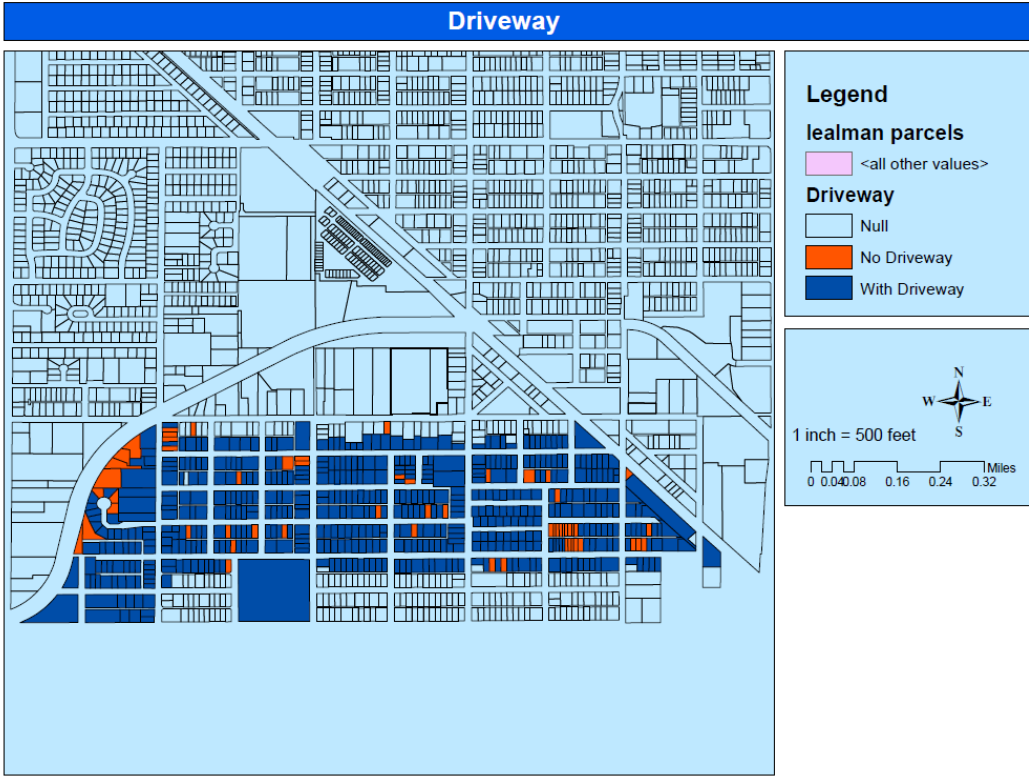 Driveway
Legend
lealman parcels
<all other values>
Driveway
Null
No Driveway
With Driveway
N
W E
S
1 inch = 500 feet
Miles
0 0.04 0.08 0.16 0.24 0.32